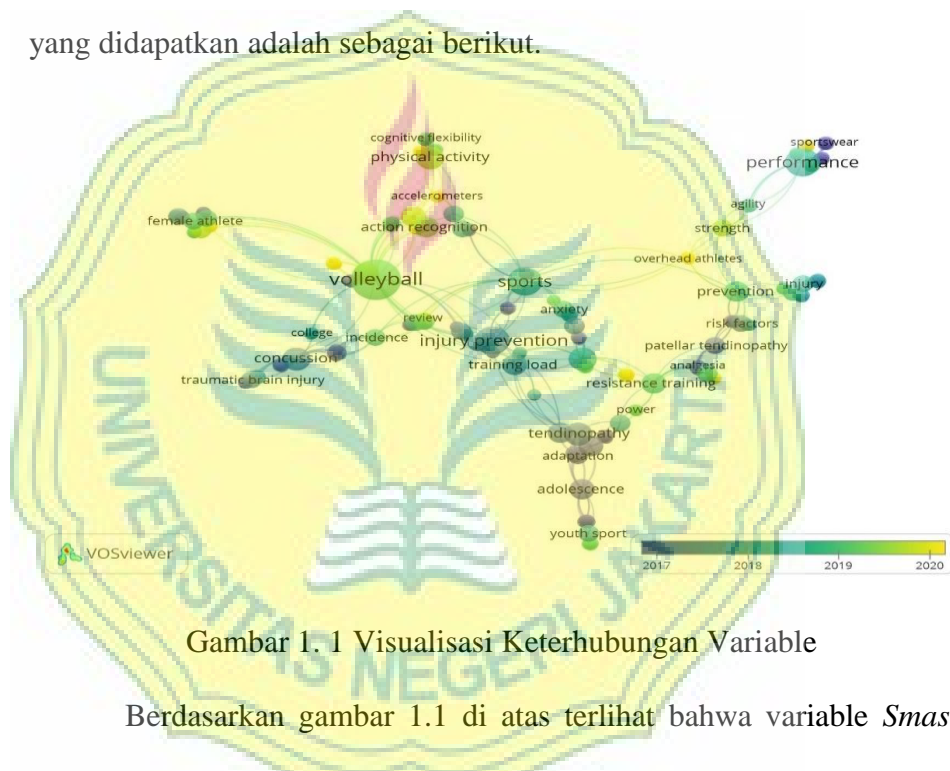 yang didapatkan adalah sebagai berikut.
cognitive flexibility
physical activity
sportswear
performance
accelerometers
agility
female athlete
action recognition
strength
overhead athletes
volleyball
sports
injury
prevention
anxiety
review
risk factors
college
incidence
injury prevention
patellar tendinopathy
concussion
training load
analgesia
traumatic brain injury
resistance training
power
tendinopathy
adaptation
adolescence
youth sport
VOSviewer
2017 2018 2019 2020
UNIVERSITAS NEGERI JAKART
Gambar 1. 1 Visualisasi Keterhubungan Variable
Berdasarkan gambar 1.1 di atas terlihat bahwa variable Smas